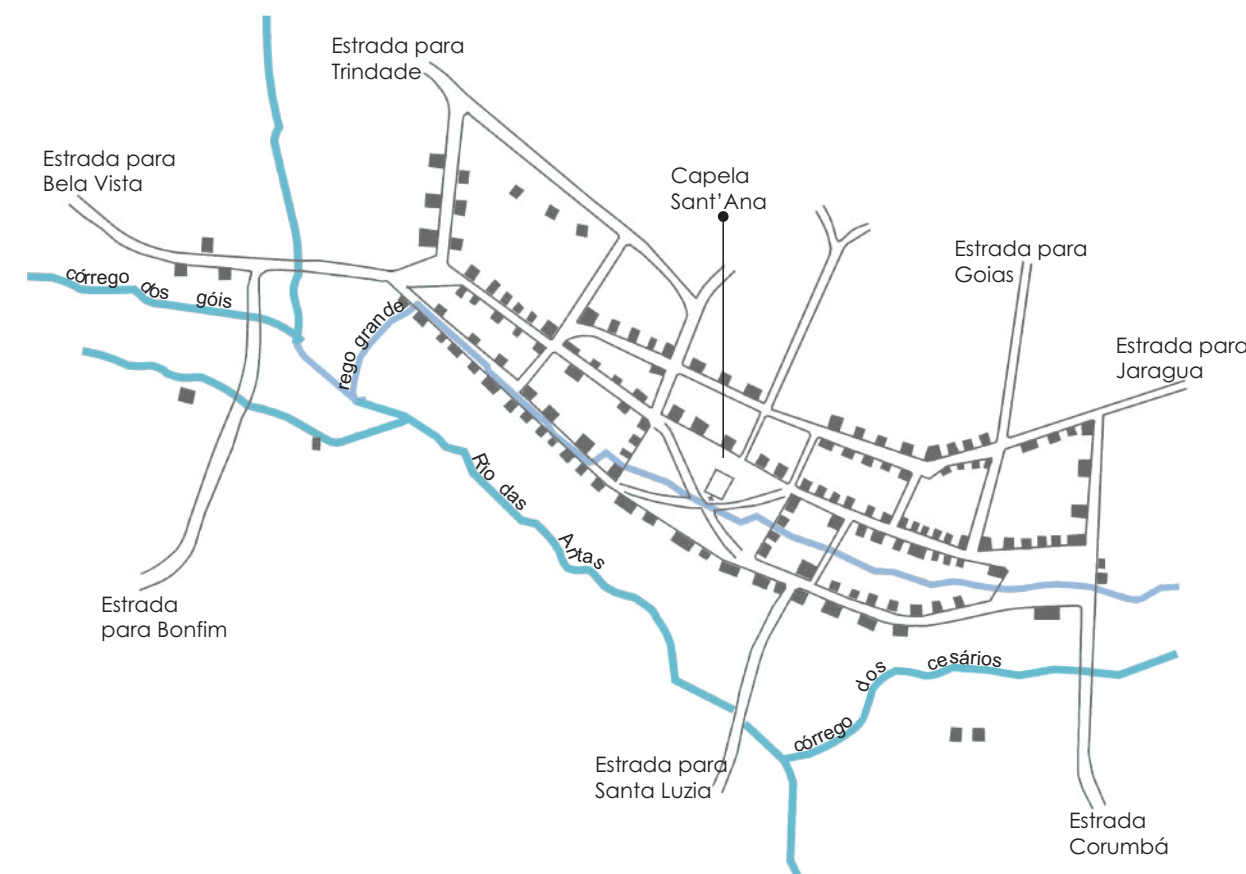 Estrada para
Trindade
Estrada para
Bela Vista
Capela
Sant'Ana
Estrada para
Goias
Estrada para
Jaragua
córrego dos góis
rego grande
Rio das Antas
Estrada
para Bonfim
córrego dos cesários
Estrada para
Santa Luzia
Estrada
Corumbá